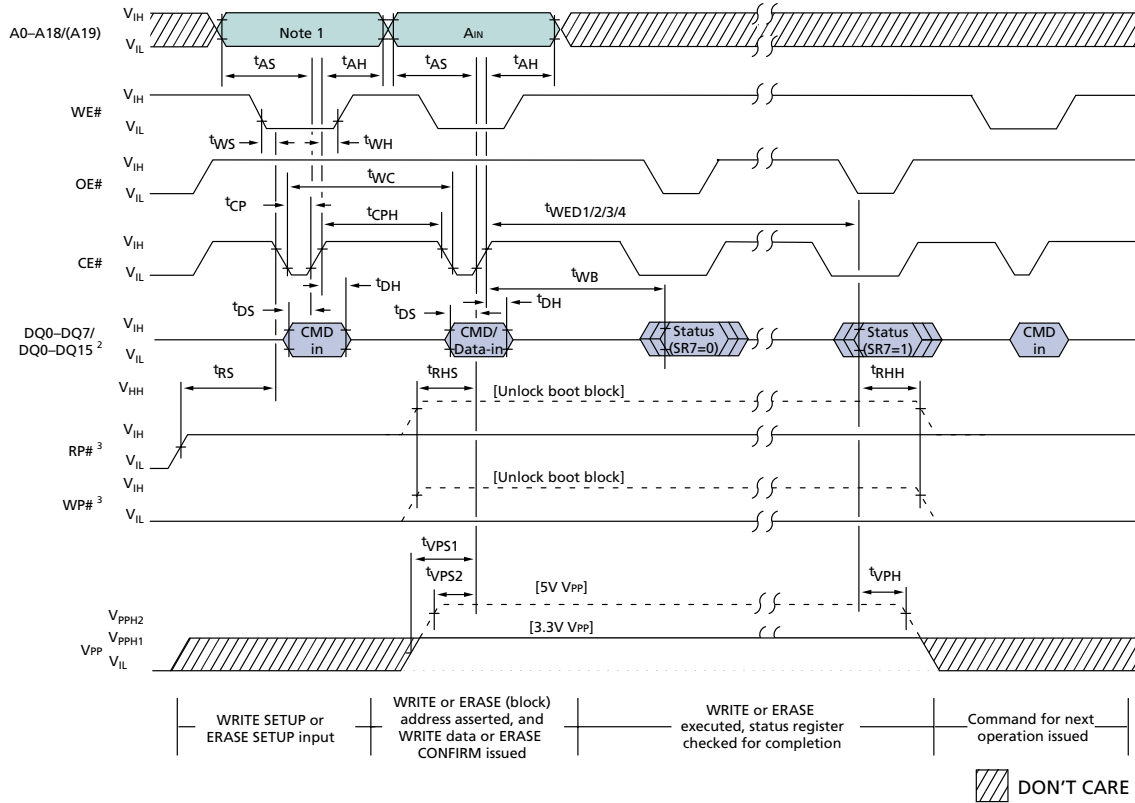 A0–A18/(A19)
VIH
VIL
Note 1
AIN
tAS
tAH
tAS
tAH
WE#
VIH
VIL
tWS
tWH
OE#
VIH
VIL
tWC
tCP
tCPH
tWED1/2/3/4
CE#
VIH
VIL
tWB
tDS
tDH
tDS
tDH
DQ0–DQ7/
DQ0–DQ15 2
VIH
VIL
CMD
in
CMD/
Data-in
Status
(SR7=0)
Status
(SR7=1)
CMD
in
tRS
tRHS
tRHH
VHH
[Unlock boot block]
RP# 3
VIH
VIL
WP# 3
VIH
VIL
[Unlock boot block]
tVPS1
tVPS2
tVPH
[5V VPP]
VPPH2
VPPH1
[3.3V VPP]
VPP
VIL
WRITE SETUP or
ERASE SETUP input
WRITE or ERASE (block)
address asserted, and
WRITE data or ERASE
CONFIRM issued
WRITE or ERASE
executed, status register
checked for completion
Command for next
operation issued
DON'T CARE